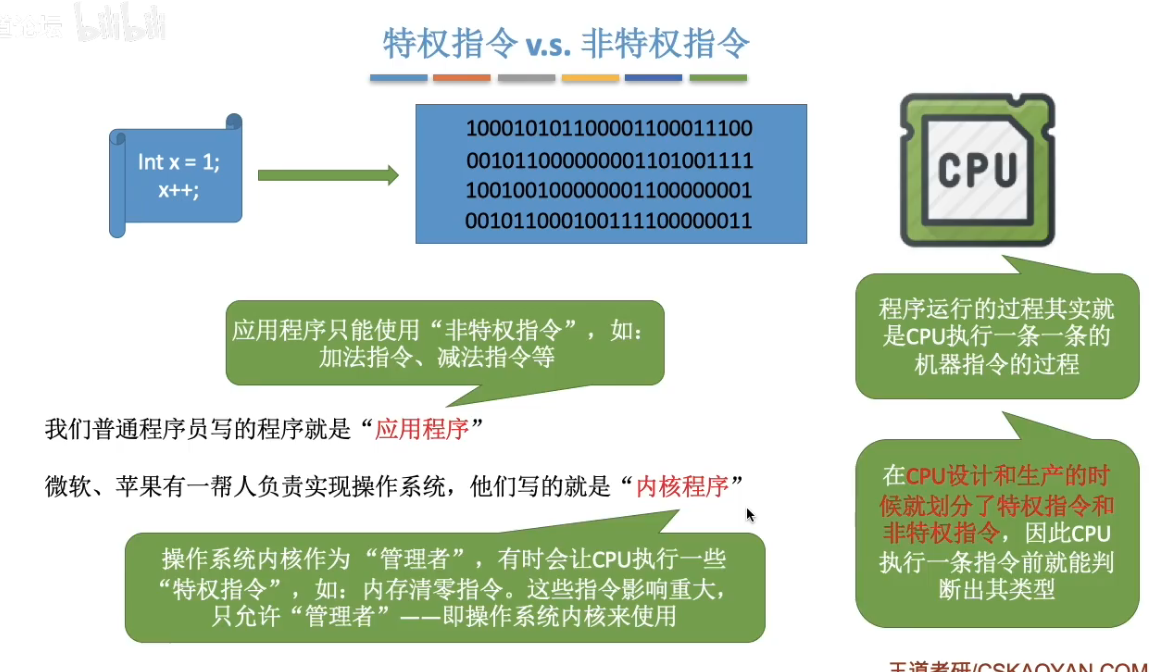 bilibili
特权指令 v.s. 非特权指令
Int x = 1;
x++;
100010101100001100011100
001011000000001101001111
100100100000001100000001
001011000100111100000011
CPU
程序运行的过程其实就
是CPU执行一条一条的
机器指令的过程
应用程序只能使用“非特权指令”，如：
加法指令、减法指令等
我们普通程序员写的程序就是“应用程序”
微软、苹果有一帮人负责实现操作系统，他们写的就是“内核程序”
在CPU设计和生产的时
候就划分了特权指令和
非特权指令，因此CPU
执行一条指令前就能判
断出其类型
操作系统内核作为“管理者”，有时会让CPU执行一些
“特权指令”，如：内存清零指令。这些指令影响重大，
只允许“管理者”——即操作系统内核来使用
王道考研/CSKAOYAN.COM